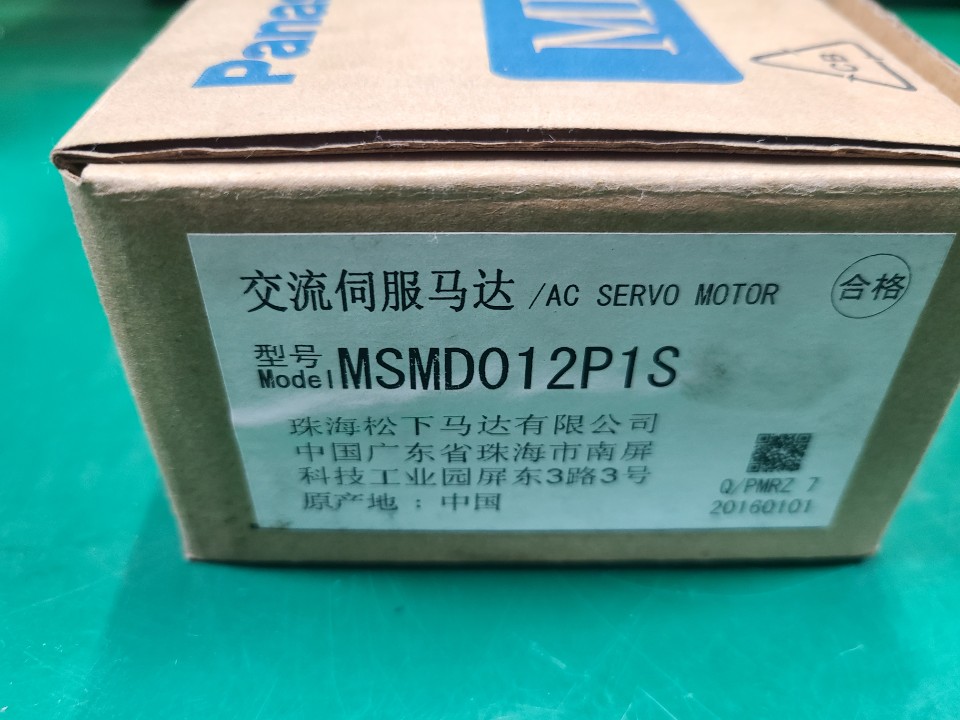 Pana
MI
交流伺服马达 /AC SERVO MOTOR
合格
型号
Model MSMD012P1S
珠海松下马达有限公司
中国广东省珠海市南屏
科技工业园屏东3路3号
原产地：中国
Q/PMRZ 7
20160101